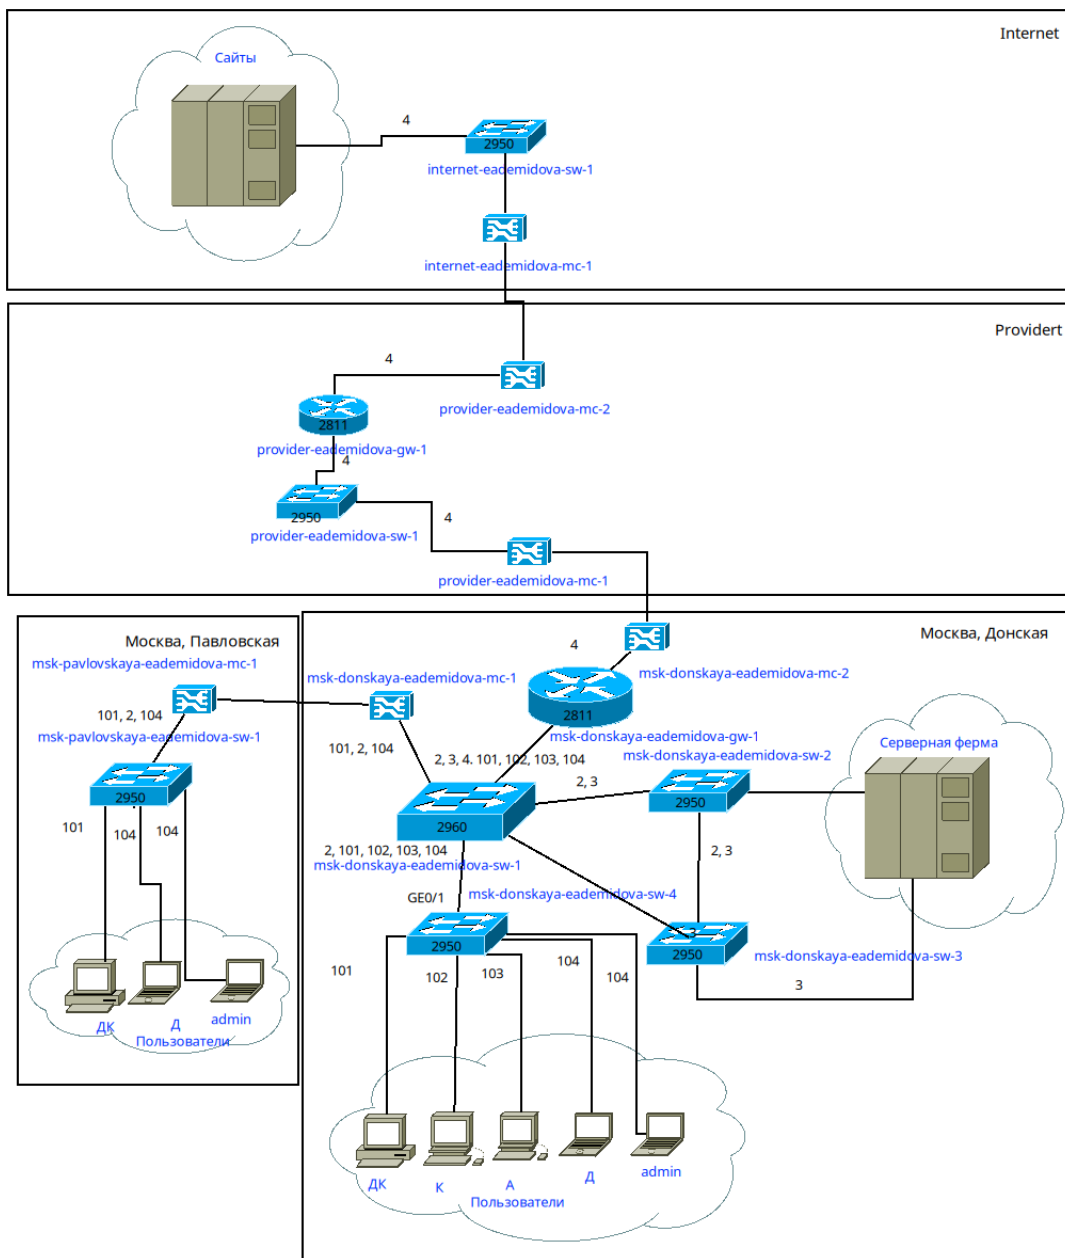 Internet
Сайты
4
2950
internet-eademidova-sw-1
internet-eademidova-mc-1
Providert
4
provider-eademidova-mc-2
2811
provider-eademidova-gw-1
4
2950
4
provider-eademidova-sw-1
provider-eademidova-mc-1
Москва, Павловская
msk-pavlovskaya-eademidova-mc-1
101, 2, 104
msk-pavlovskaya-eademidova-sw-1
2950
101
104
104
ДК
Д
admin
Пользователи
Москва, Донская
4
msk-donskaya-eademidova-mc-2
msk-donskaya-eademidova-mc-1
2811
msk-donskaya-eademidova-gw-1
101, 2, 104
2, 3, 4. 101, 102, 103, 104
msk-donskaya-eademidova-sw-2
Серверная ферма
2, 3
2950
2960
2, 101, 102, 103, 104
msk-donskaya-eademidova-sw-1
2, 3
GE0/1
msk-donskaya-eademidova-sw-4
2950
3
2950
msk-donskaya-eademidova-sw-3
101
102
103
104
104
3
ДК
К
А
Д
admin
Пользователи